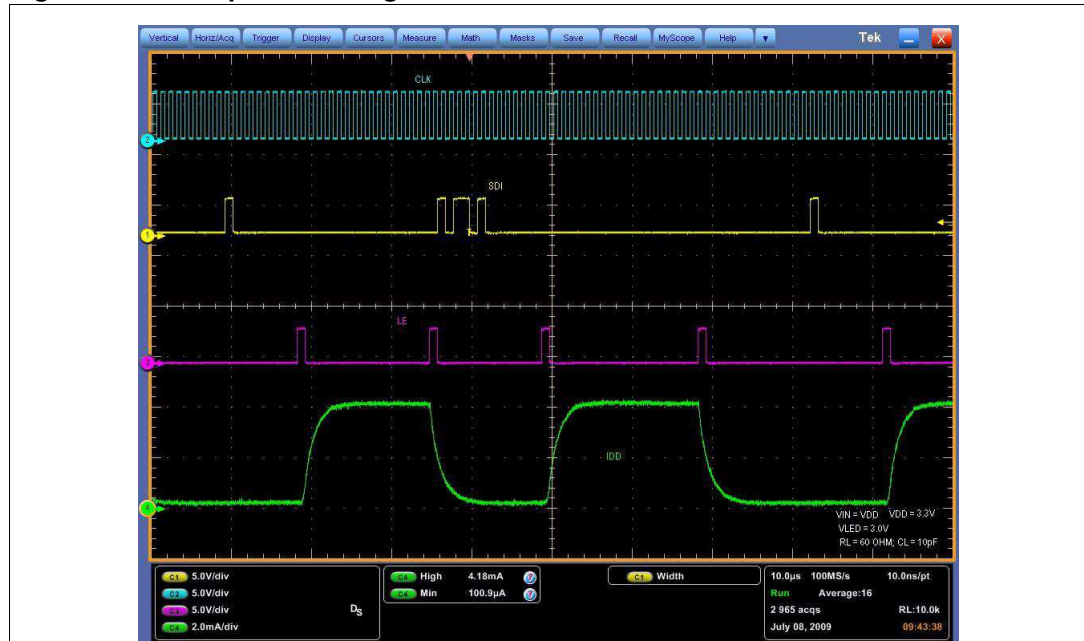 Vertical Horiz/Acq Trigger Display Cursors Measure Math Masks Save Recall MyScope Help Tek
CLK
2
SDI
1
LE
IDD
4
VIN = VDD VDD = 3.3V
VLED = 3.0V
RL = 60 OHM; CL = 10pF
C1 5.0V/div
C2 5.0V/div
C3 5.0V/div
C4 2.0mA/div
DS
C4 High 4.18mA
C4 Min 100.9µA
C1 Width
10.0µs 100MS/s 10.0ns/pt
Run Average:16
2 965 acqs RL:10.0k
July 08, 2009 09:43:38